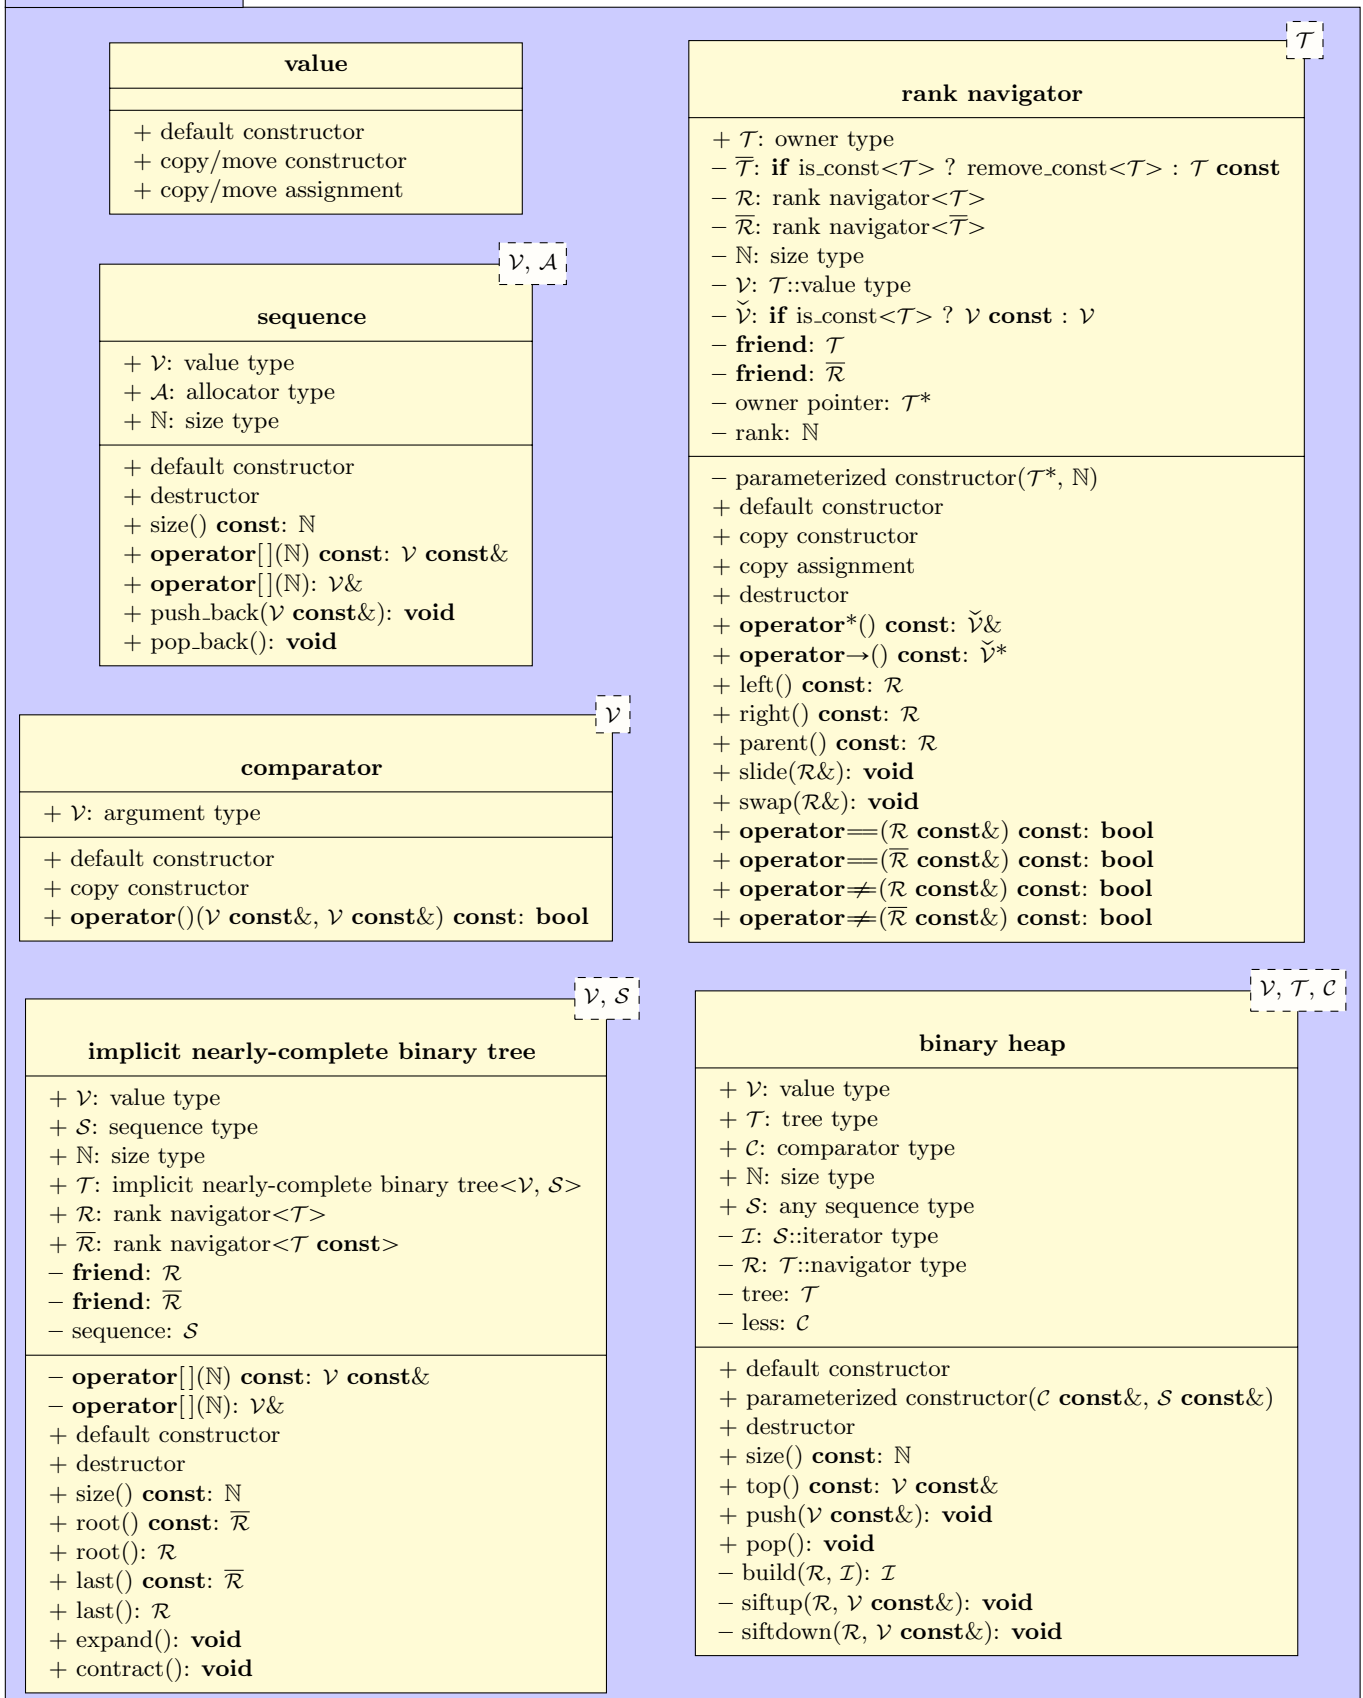 value
+ default constructor
+ copy/move constructor
+ copy/move assignment
𝒱, 𝒜
sequence
+ 𝒱: value type
+ 𝒜: allocator type
+ ℕ: size type
+ default constructor
+ destructor
+ size() const: ℕ
+ operator[](ℕ) const: 𝒱 const&
+ operator[](ℕ): 𝒱&
+ push_back(𝒱 const&): void
+ pop_back(): void
𝒱
comparator
+ 𝒱: argument type
+ default constructor
+ copy constructor
+ operator()(𝒱 const&, 𝒱 const&) const: bool
𝒯
rank navigator
+ 𝒯: owner type
− 𝒯̅: if is_const<𝒯> ? remove_const<𝒯> : 𝒯 const
− ℛ: rank navigator<𝒯>
− ℛ̅: rank navigator<𝒯̅>
− ℕ: size type
− 𝒱: 𝒯::value type
− 𝒱̌: if is_const<𝒯> ? 𝒱 const : 𝒱
− friend: 𝒯
− friend: ℛ̅
− owner pointer: 𝒯*
− rank: ℕ
− parameterized constructor(𝒯*, ℕ)
+ default constructor
+ copy constructor
+ copy assignment
+ destructor
+ operator*() const: 𝒱̌&
+ operator→() const: 𝒱̌*
+ left() const: ℛ
+ right() const: ℛ
+ parent() const: ℛ
+ slide(ℛ&): void
+ swap(ℛ&): void
+ operator==(ℛ const&) const: bool
+ operator==(ℛ̅ const&) const: bool
+ operator≠(ℛ const&) const: bool
+ operator≠(ℛ̅ const&) const: bool
𝒱, 𝒮
implicit nearly-complete binary tree
+ 𝒱: value type
+ 𝒮: sequence type
+ ℕ: size type
+ 𝒯: implicit nearly-complete binary tree<𝒱, 𝒮>
+ ℛ: rank navigator<𝒯>
+ ℛ̅: rank navigator<𝒯 const>
− friend: ℛ
− friend: ℛ̅
− sequence: 𝒮
− operator[](ℕ) const: 𝒱 const&
− operator[](ℕ): 𝒱&
+ default constructor
+ destructor
+ size() const: ℕ
+ root() const: ℛ̅
+ root(): ℛ
+ last() const: ℛ̅
+ last(): ℛ
+ expand(): void
+ contract(): void
𝒱, 𝒯, 𝒞
binary heap
+ 𝒱: value type
+ 𝒯: tree type
+ 𝒞: comparator type
+ ℕ: size type
+ 𝒮: any sequence type
− ℐ: 𝒮::iterator type
− ℛ: 𝒯::navigator type
− tree: 𝒯
− less: 𝒞
+ default constructor
+ parameterized constructor(𝒞 const&, 𝒮 const&)
+ destructor
+ size() const: ℕ
+ top() const: 𝒱 const&
+ push(𝒱 const&): void
+ pop(): void
− build(ℛ, ℐ): ℐ
− siftup(ℛ, 𝒱 const&): void
− siftdown(ℛ, 𝒱 const&): void